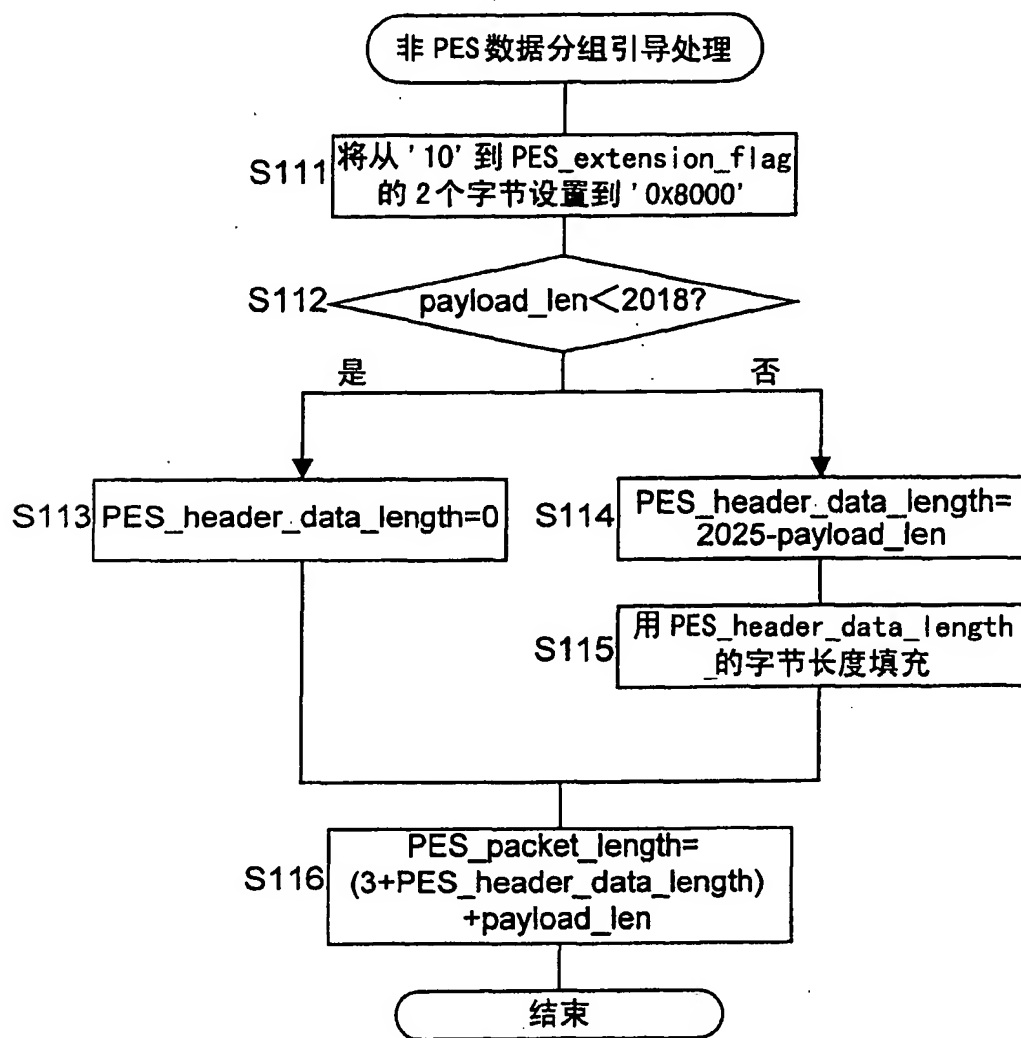 非 PES 数据分组引导处理
S111
将从 '10' 到 PES_extension_flag
的 2 个字节设置到 '0x8000'
S112
payload_len＜2018?
是
否
S113
PES_header_data_length=0
S114
PES_header_data_length=
2025-payload_len
S115
用 PES_header_data_length
的字节长度填充
S116
PES_packet_length=
(3+PES_header_data_length)
+payload_len
结束